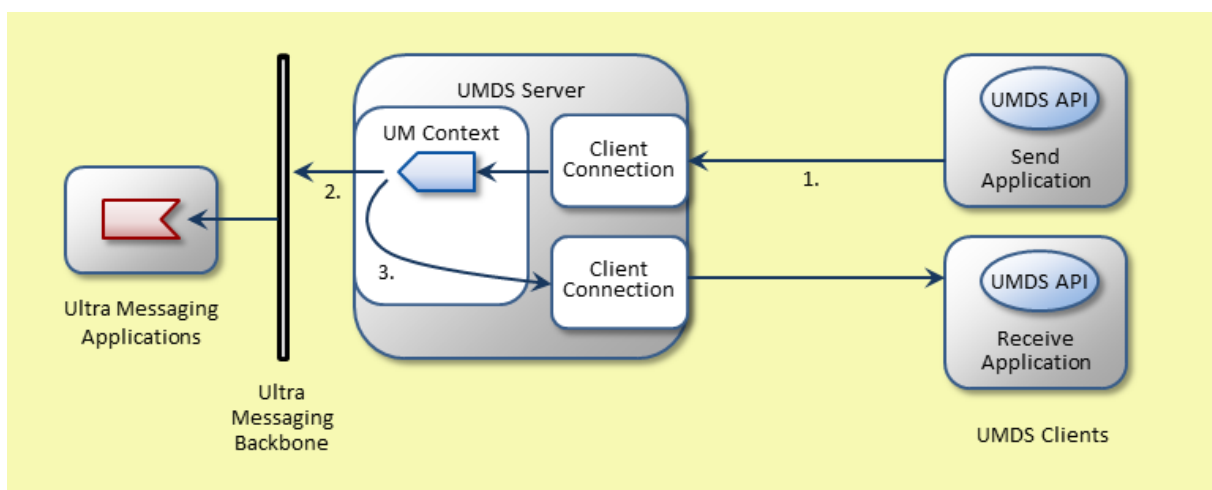 UMDS Server
UM Context
Client
Connection
UMDS API
Send
Application
1.
2.
3.
Client
Connection
UMDS API
Receive
Application
Ultra Messaging
Applications
Ultra
Messaging
Backbone
UMDS Clients